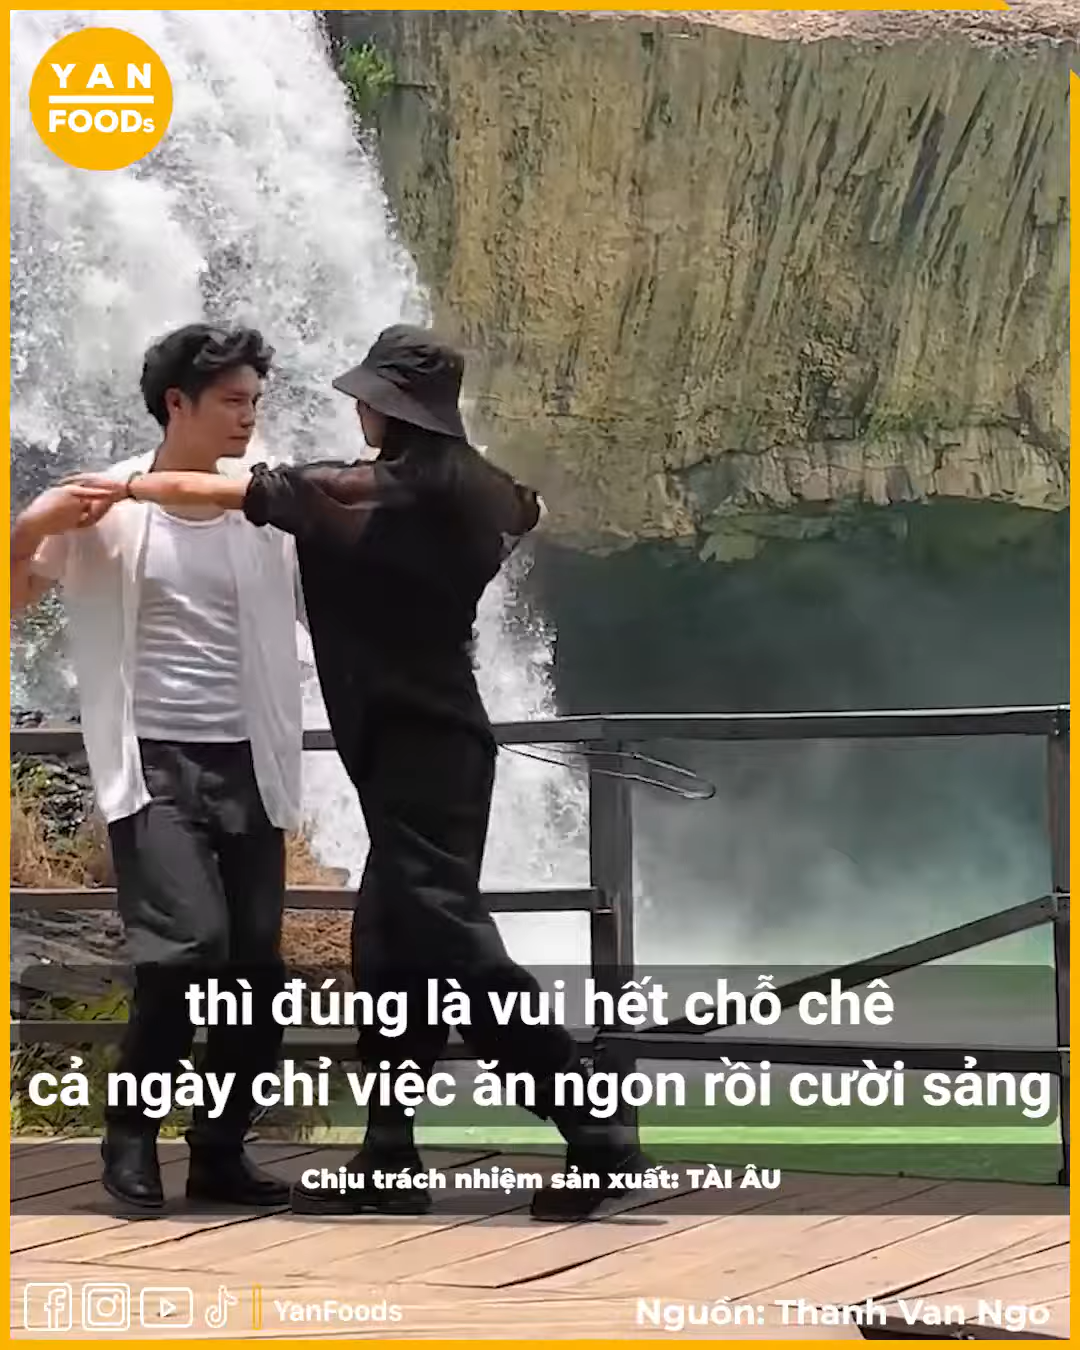 YAN
FOODs
thì đúng là vui hết chỗ chê
cả ngày chỉ việc ăn ngon rồi cười sảng
Chịu trách nhiệm sản xuất: TÀI ÂU
YanFoods
Nguồn: Thanh Van Ngo